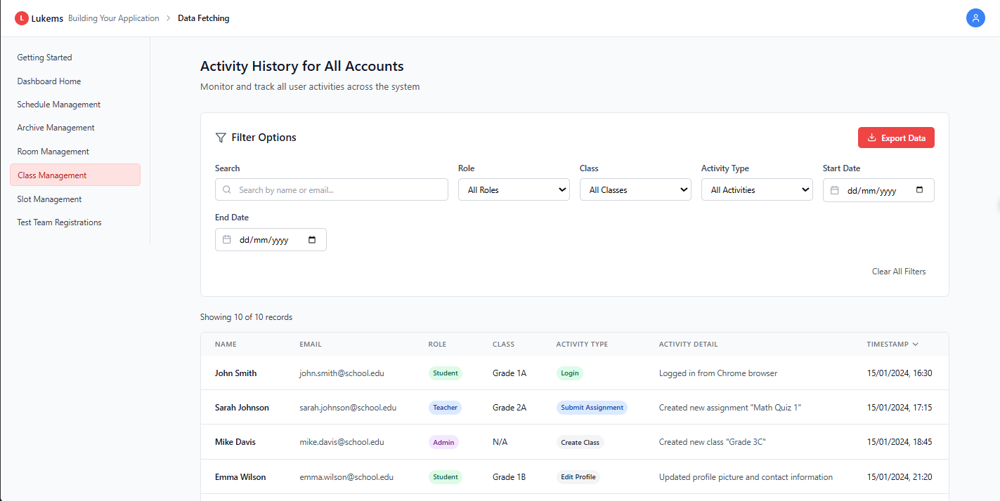 L Lukems Building Your Application > Data Fetching
Getting Started
Dashboard Home
Schedule Management
Archive Management
Room Management
Class Management
Slot Management
Test Team Registrations
Activity History for All Accounts
Monitor and track all user activities across the system
Filter Options
Export Data
Search Role Class Activity Type Start Date
Search by name or email... All Roles All Classes All Activities dd/mm/yyyy
End Date
dd/mm/yyyy
Clear All Filters
Showing 10 of 10 records
NAME EMAIL ROLE CLASS ACTIVITY TYPE ACTIVITY DETAIL TIMESTAMP
John Smith john.smith@school.edu Student Grade 1A Login Logged in from Chrome browser 15/01/2024, 16:30
Sarah Johnson sarah.johnson@school.edu Teacher Grade 2A Submit Assignment Created new assignment "Math Quiz 1" 15/01/2024, 17:15
Mike Davis mike.davis@school.edu Admin N/A Create Class Created new class "Grade 3C" 15/01/2024, 18:45
Emma Wilson emma.wilson@school.edu Student Grade 1B Edit Profile Updated profile picture and contact information 15/01/2024, 21:20